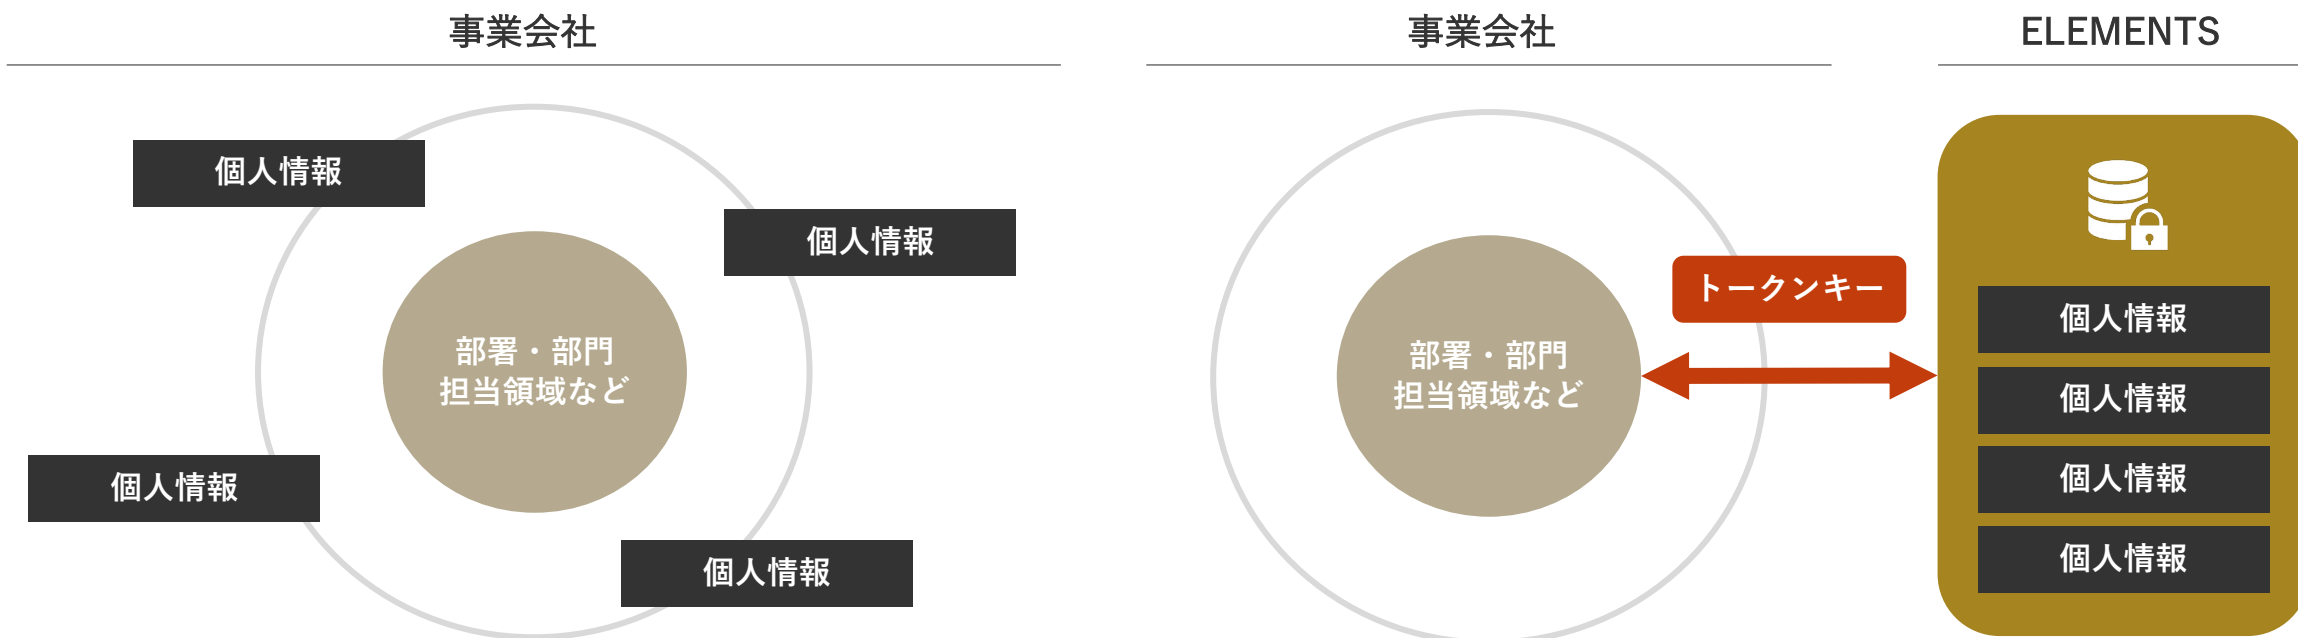 事業会社
個人情報
個人情報
部署・部門
担当領域など
個人情報
個人情報
事業会社
部署・部門
担当領域など
トークンキー
ELEMENTS
個人情報
個人情報
個人情報
個人情報